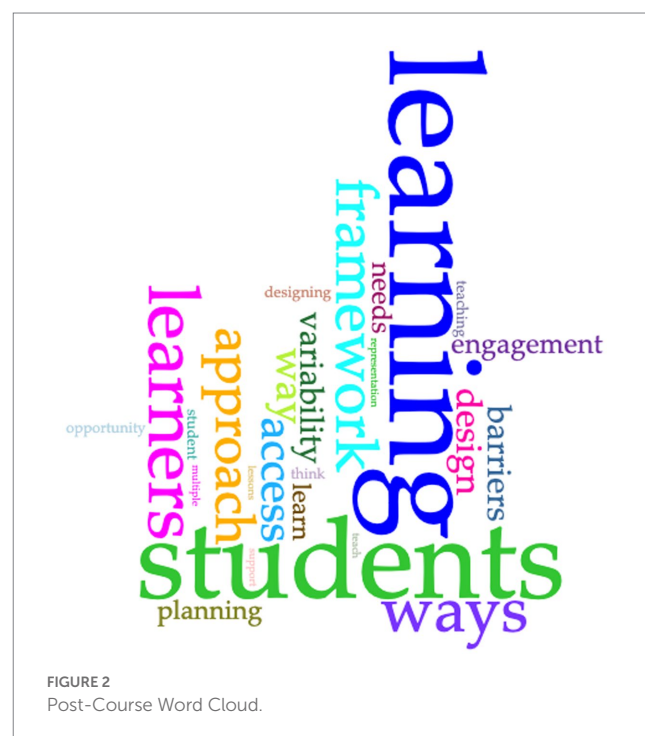 learning
framework
needs
teaching
designing
engagement
learners
variability
representation
approach
way
design
barriers
student
opportunity
access
multiple
lessons
think
learn
students
teach
support
planning
ways
FIGURE 2
Post-Course Word Cloud.